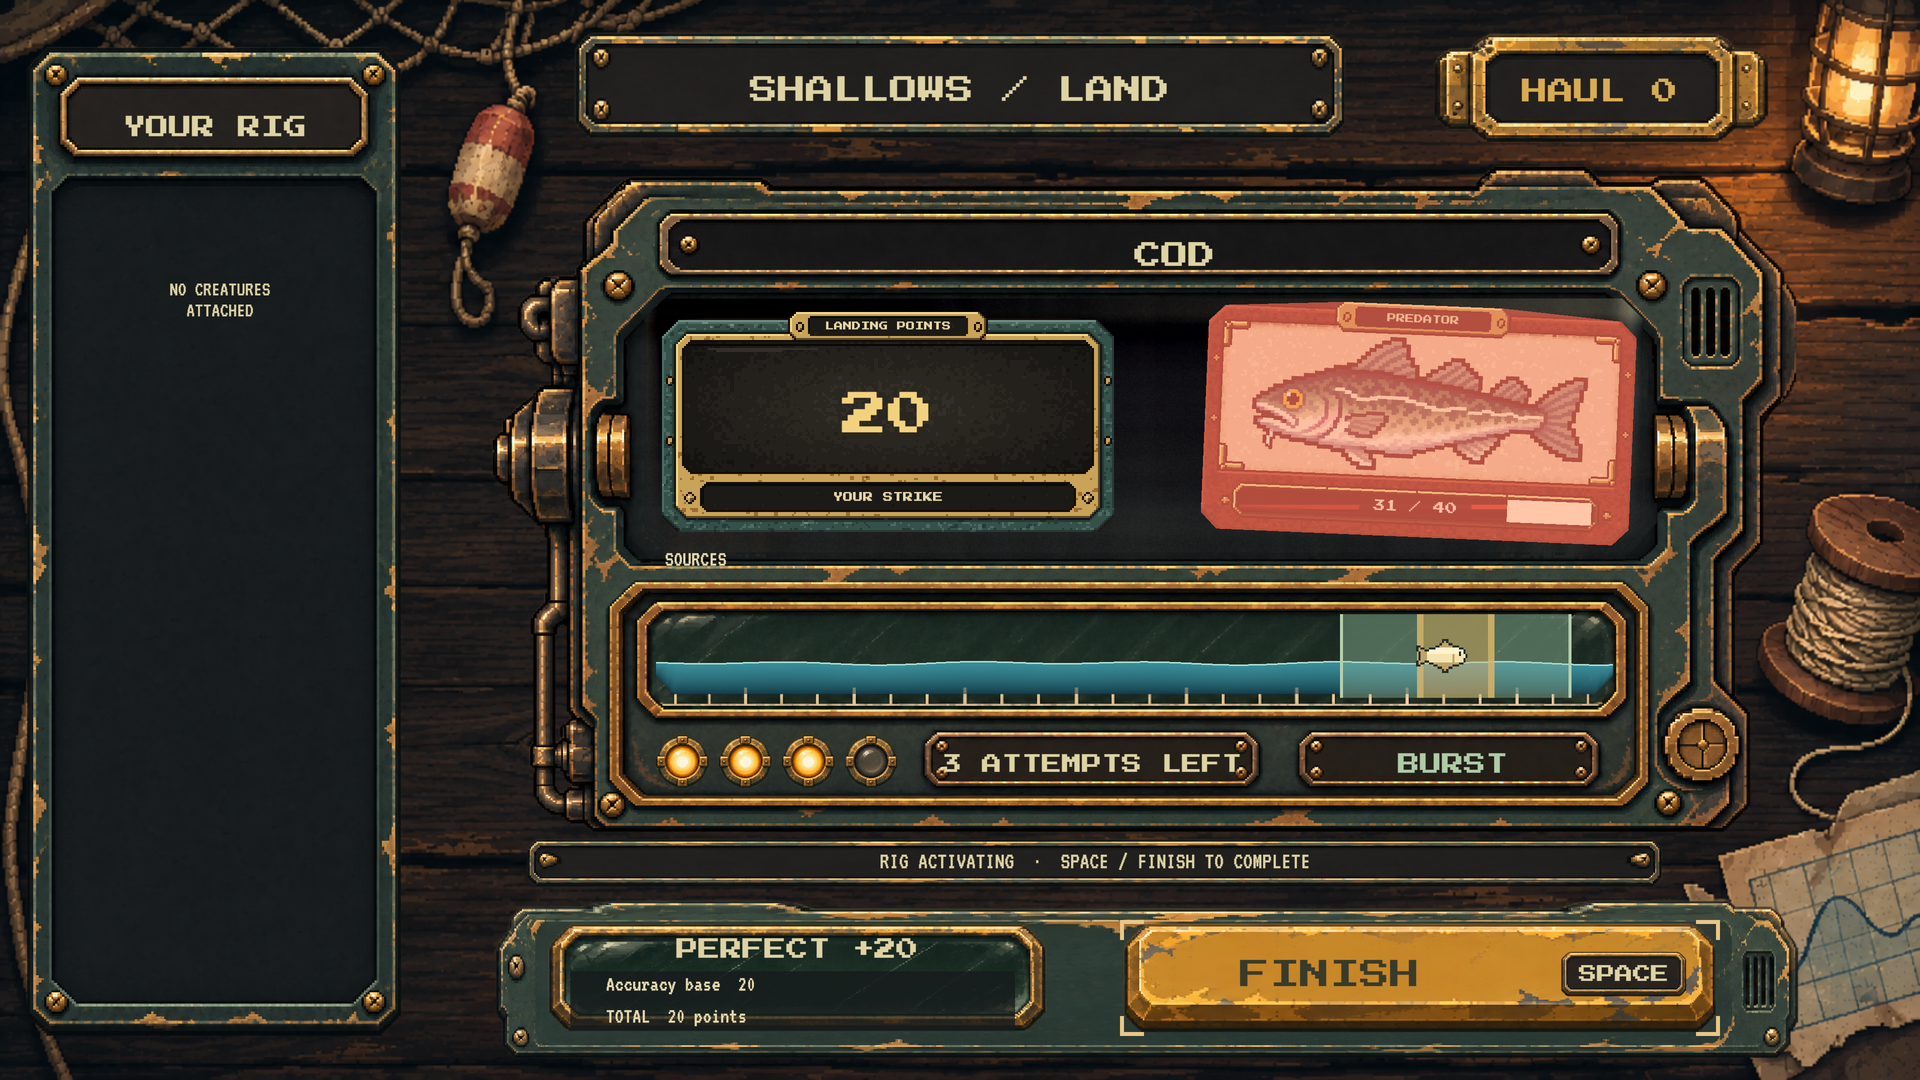 YOUR RIG
NO CREATURES
ATTACHED
SHALLOWS / LAND
HAUL 0
COD
LANDING POINTS
20
YOUR STRIKE
PREDATOR
31 / 40
SOURCES
3 ATTEMPTS LEFT
BURST
RIG ACTIVATING · SPACE / FINISH TO COMPLETE
PERFECT +20
Accuracy base 20
TOTAL 20 points
FINISH
SPACE